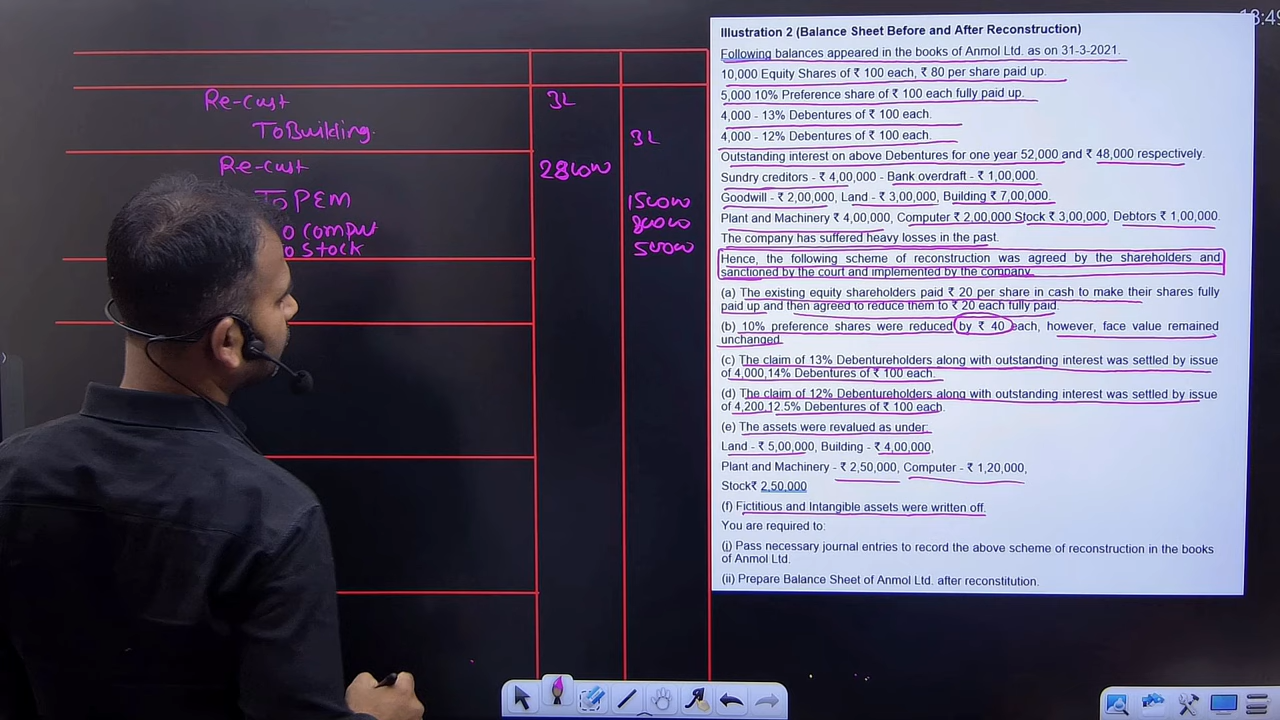 Re-cust 3L
To Building 3L
Re-cust 280000
To PEM 150000
o comput 80000
o stock 50000
18:49
Illustration 2 (Balance Sheet Before and After Reconstruction)
Following balances appeared in the books of Anmol Ltd. as on 31-3-2021.
10,000 Equity Shares of ₹ 100 each, ₹ 80 per share paid up.
5,000 10% Preference share of ₹ 100 each fully paid up.
4,000 - 13% Debentures of ₹ 100 each.
4,000 - 12% Debentures of ₹ 100 each.
Outstanding interest on above Debentures for one year 52,000 and ₹ 48,000 respectively.
Sundry creditors - ₹ 4,00,000 - Bank overdraft - ₹ 1,00,000.
Goodwill - ₹ 2,00,000, Land - ₹ 3,00,000, Building ₹ 7,00,000.
Plant and Machinery ₹ 4,00,000, Computer ₹ 2,00,000 Stock ₹ 3,00,000, Debtors ₹ 1,00,000.
The company has suffered heavy losses in the past.
Hence, the following scheme of reconstruction was agreed by the shareholders and
sanctioned by the court and implemented by the company.
(a) The existing equity shareholders paid ₹ 20 per share in cash to make their shares fully
paid up and then agreed to reduce them to ₹ 20 each fully paid.
(b) 10% preference shares were reduced by ₹ 40 each, however, face value remained
unchanged.
(c) The claim of 13% Debentureholders along with outstanding interest was settled by issue
of 4,000,14% Debentures of ₹ 100 each.
(d) The claim of 12% Debentureholders along with outstanding interest was settled by issue
of 4,200,12.5% Debentures of ₹ 100 each.
(e) The assets were revalued as under:
Land - ₹ 5,00,000, Building - ₹ 4,00,000,
Plant and Machinery - ₹ 2,50,000, Computer - ₹ 1,20,000,
Stock₹ 2,50,000
(f) Fictitious and Intangible assets were written off.
You are required to:
(i) Pass necessary journal entries to record the above scheme of reconstruction in the books
of Anmol Ltd.
(ii) Prepare Balance Sheet of Anmol Ltd. after reconstitution.